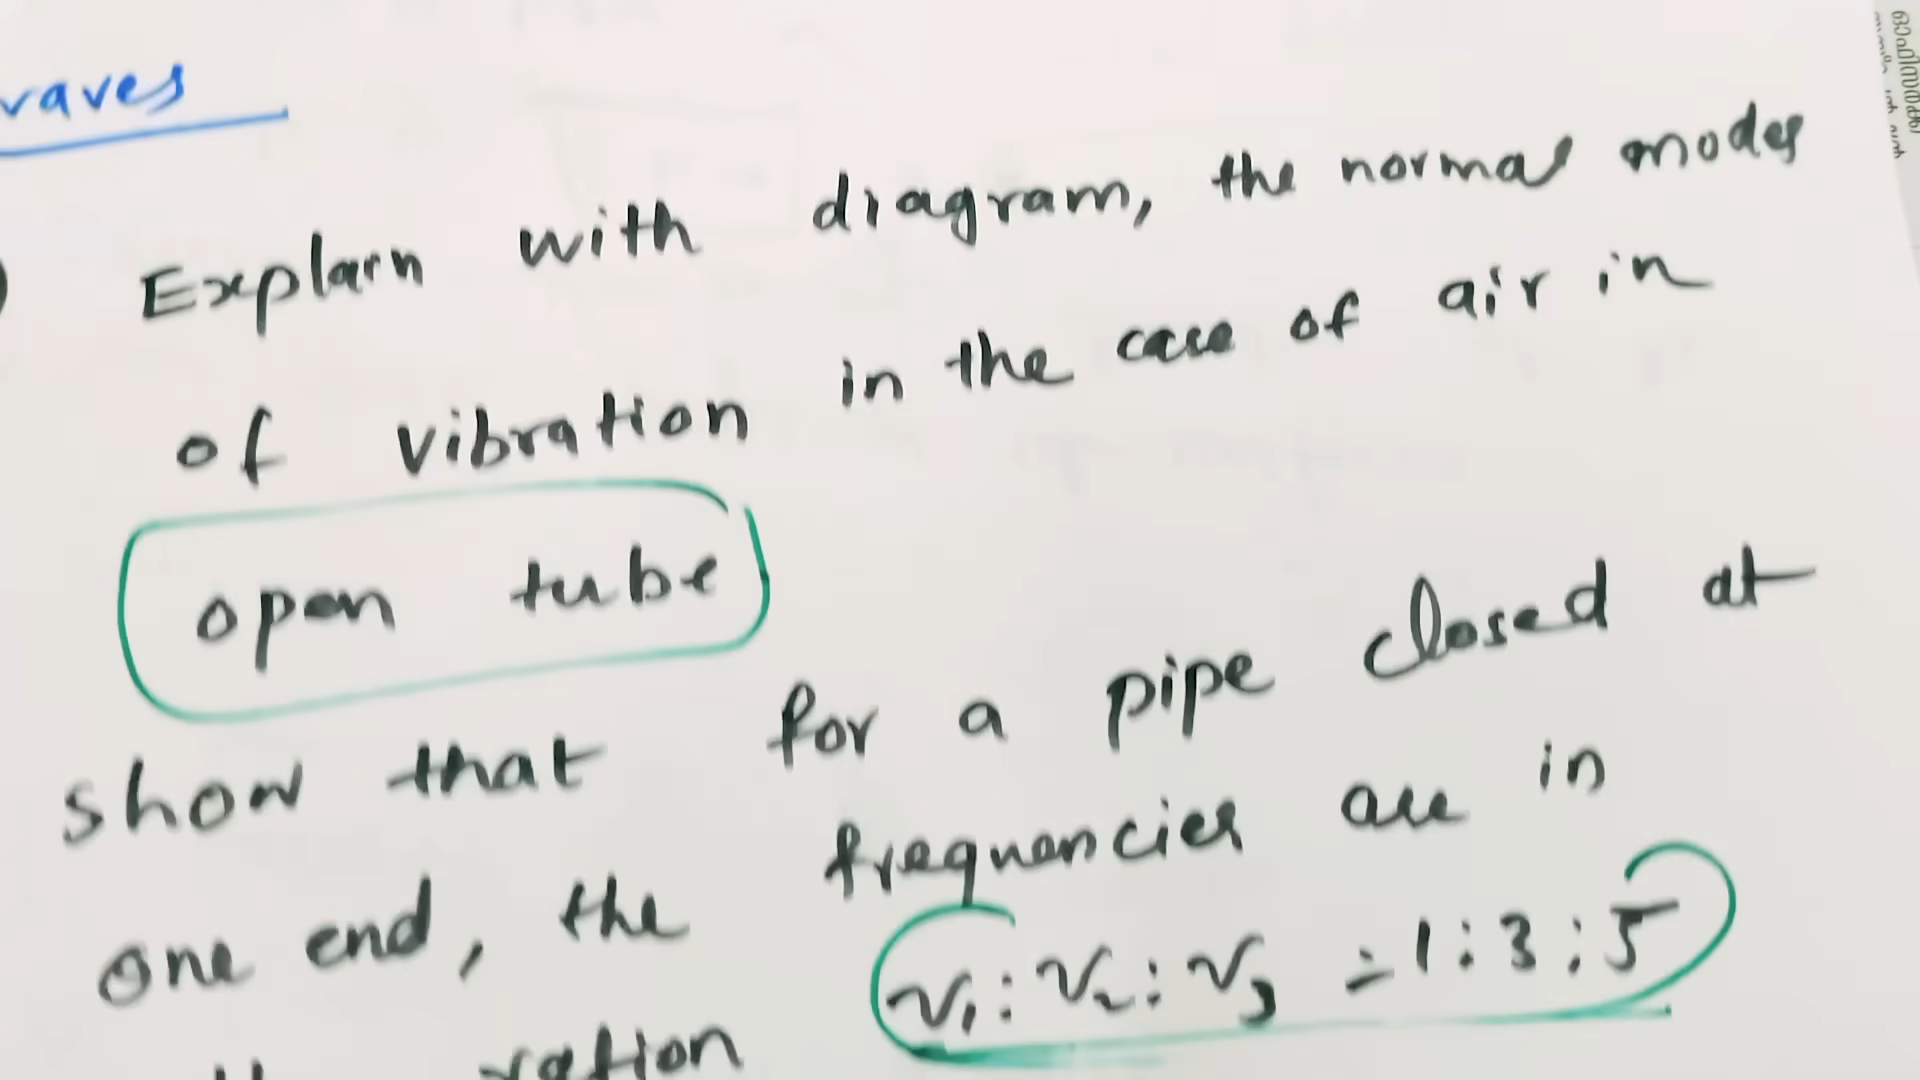 waves
Explain with diagram, the normal modes
of vibration in the case of air in
open tube
show that for a pipe closed at
one end, the frequencies are in
ν₁ : ν₂ : ν₃ = 1 : 3 : 5